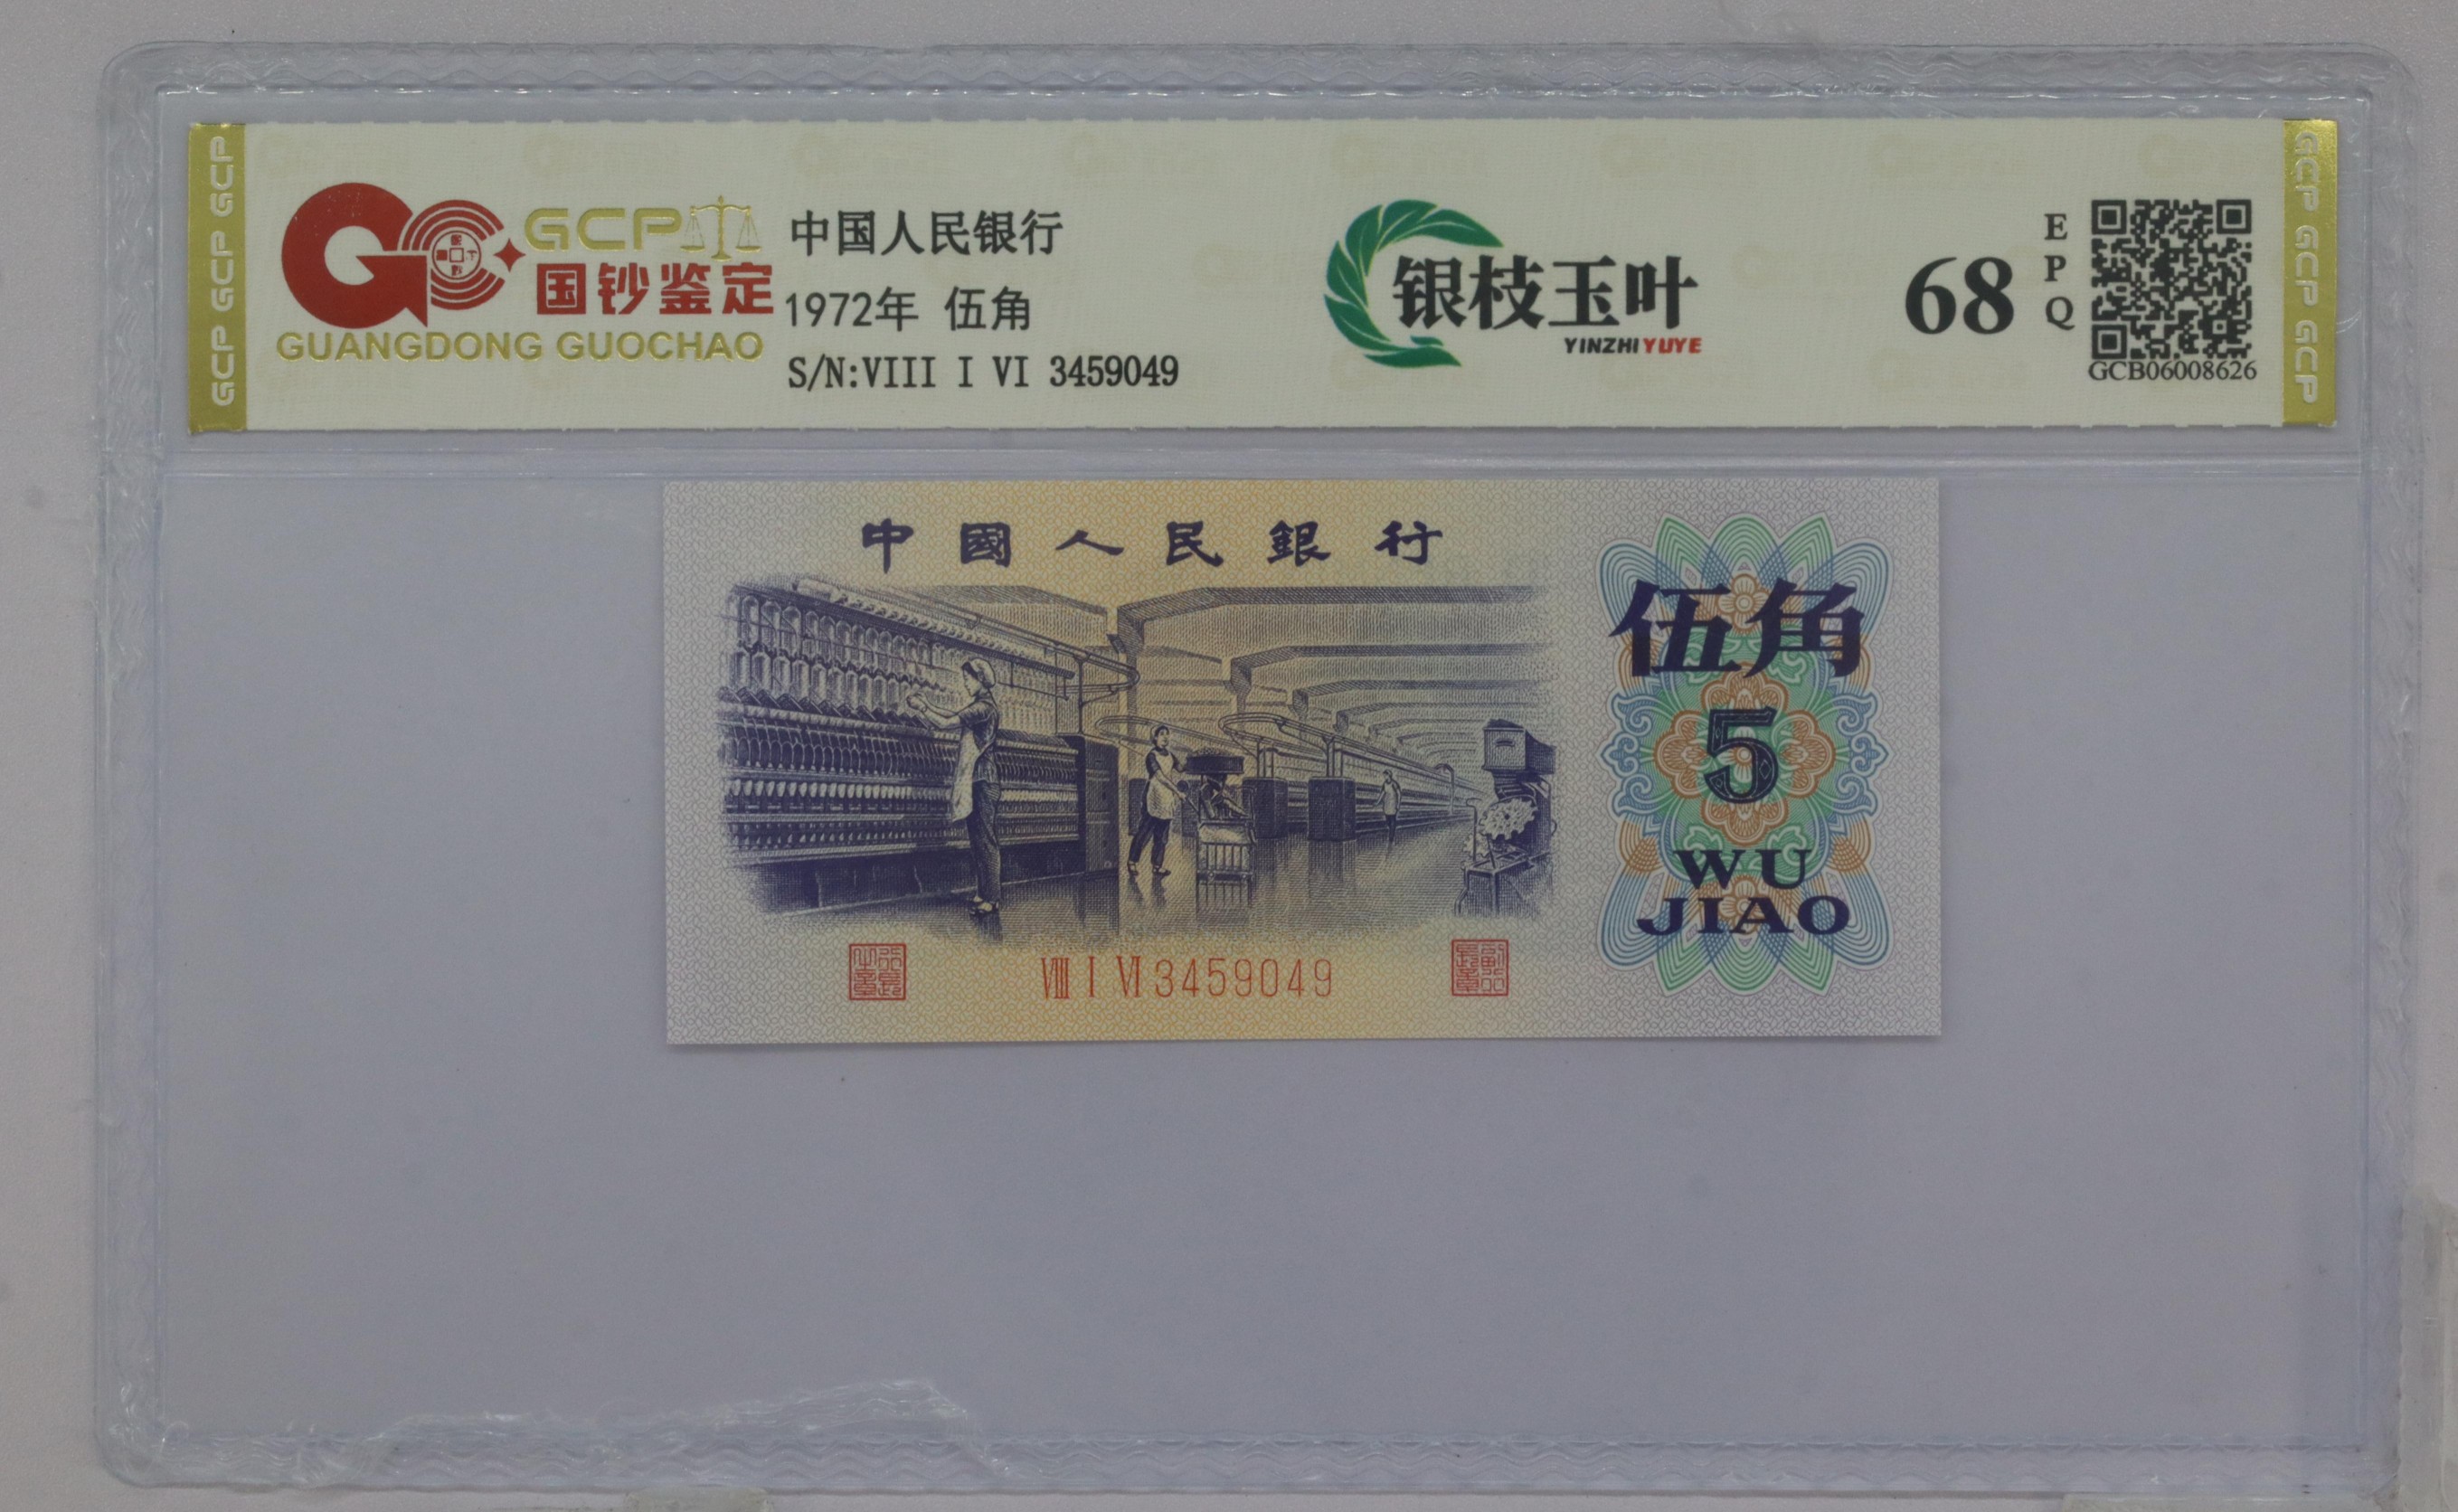 GCP GCP GCP
GCP
国钞鉴定
GUANGDONG GUOCHAO
中国人民银行
1972年 伍角
S/N:VIII I VI 3459049
银枝玉叶
YINZHIYUYE
68
EPQ
GCB06008626
GCP GCP GCP
中國人民銀行
伍角
5
WU
JIAO
VIII I VI 3459049